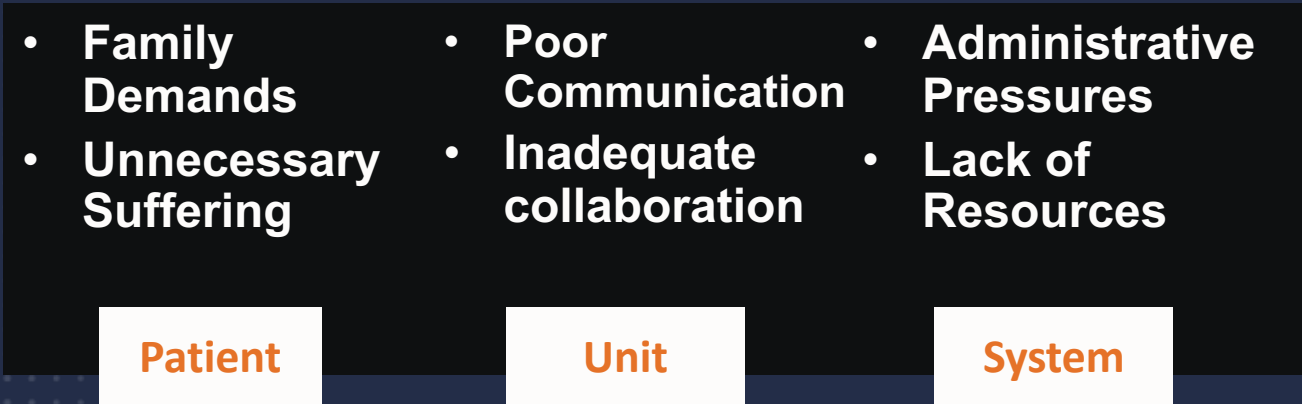 • Family
Demands
• Unnecessary
Suffering
• Poor
Communication
• Inadequate
collaboration
• Administrative
Pressures
• Lack of
Resources
Patient
Unit
System